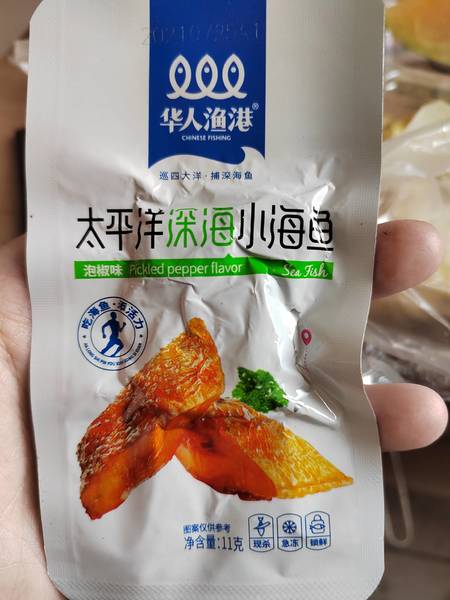 华人渔港®
CHINESE FISHING
巡四大洋·捕深海鱼
太平洋深海小海鱼
泡椒味 Pickled pepper flavor
Sea Fish
吃海鱼·活活力
图案仅供参考
净含量:11克
现杀 急冻 锁鲜